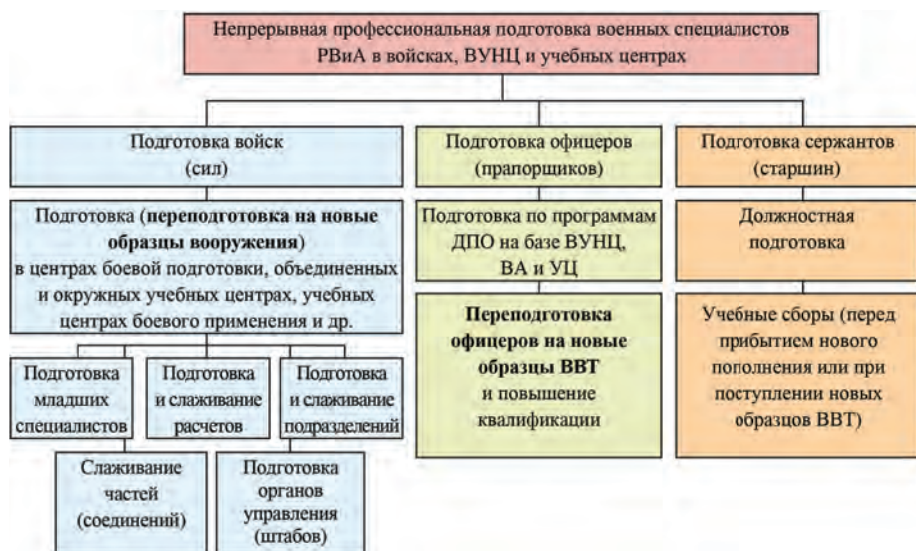 Непрерывная профессиональная подготовка военных специалистов
РВиА в войсках, ВУНЦ и учебных центрах
Подготовка войск
(сил)
Подготовка (переподготовка на новые
образцы вооружения)
в центрах боевой подготовки, объединенных
и окружных учебных центрах, учебных
центрах боевого применения и др.
Подготовка
младших
специалистов
Подготовка
и слаживание
расчетов
Подготовка
и слаживание
подразделений
Слаживание
частей
(соединений)
Подготовка
органов
управления
(штабов)
Подготовка офицеров
(прапорщиков)
Подготовка по программам
ДПО на базе ВУНЦ,
ВА и УЦ
Переподготовка
офицеров на новые
образцы ВВТ
и повышение
квалификации
Подготовка сержантов
(старшин)
Должностная
подготовка
Учебные сборы (перед
прибытием нового
пополнения или при
поступлении новых
образцов ВВТ)